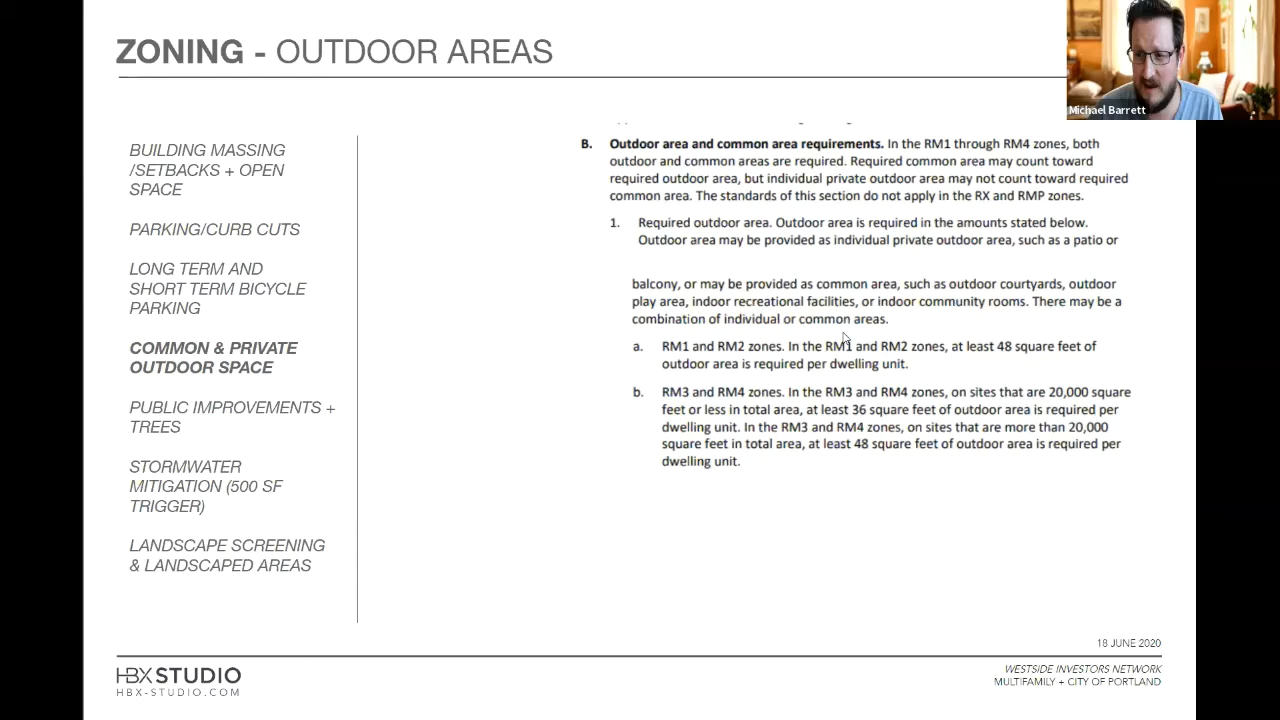 ZONING - OUTDOOR AREAS
Michael Barrett
BUILDING MASSING
/SETBACKS + OPEN
SPACE
PARKING/CURB CUTS
LONG TERM AND
SHORT TERM BICYCLE
PARKING
COMMON & PRIVATE
OUTDOOR SPACE
PUBLIC IMPROVEMENTS +
TREES
STORMWATER
MITIGATION (500 SF
TRIGGER)
LANDSCAPE SCREENING
& LANDSCAPED AREAS
B. Outdoor area and common area requirements. In the RM1 through RM4 zones, both
outdoor and common areas are required. Required common area may count toward
required outdoor area, but individual private outdoor area may not count toward required
common area. The standards of this section do not apply in the RX and RMP zones.
1. Required outdoor area. Outdoor area is required in the amounts stated below.
Outdoor area may be provided as individual private outdoor area, such as a patio or
balcony, or may be provided as common area, such as outdoor courtyards, outdoor
play area, indoor recreational facilities, or indoor community rooms. There may be a
combination of individual or common areas.
a. RM1 and RM2 zones. In the RM1 and RM2 zones, at least 48 square feet of
outdoor area is required per dwelling unit.
b. RM3 and RM4 zones. In the RM3 and RM4 zones, on sites that are 20,000 square
feet or less in total area, at least 36 square feet of outdoor area is required per
dwelling unit. In the RM3 and RM4 zones, on sites that are more than 20,000
square feet in total area, at least 48 square feet of outdoor area is required per
dwelling unit.
18 JUNE 2020
HBX STUDIO
HBX-STUDIO.COM
WESTSIDE INVESTORS NETWORK
MULTIFAMILY + CITY OF PORTLAND